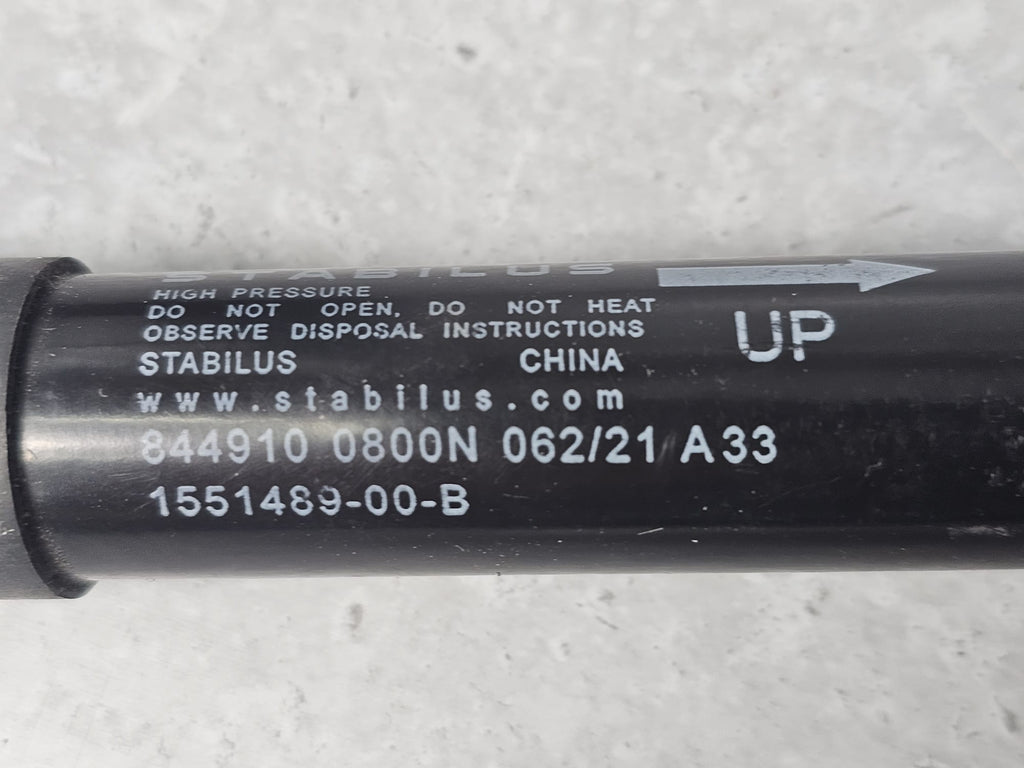 STABILUS
HIGH PRESSURE
DO NOT OPEN, DO NOT HEAT
OBSERVE DISPOSAL INSTRUCTIONS
STABILUS CHINA
www.stabilus.com
844910 0800N 062/21 A33
1551489-00-B
UP